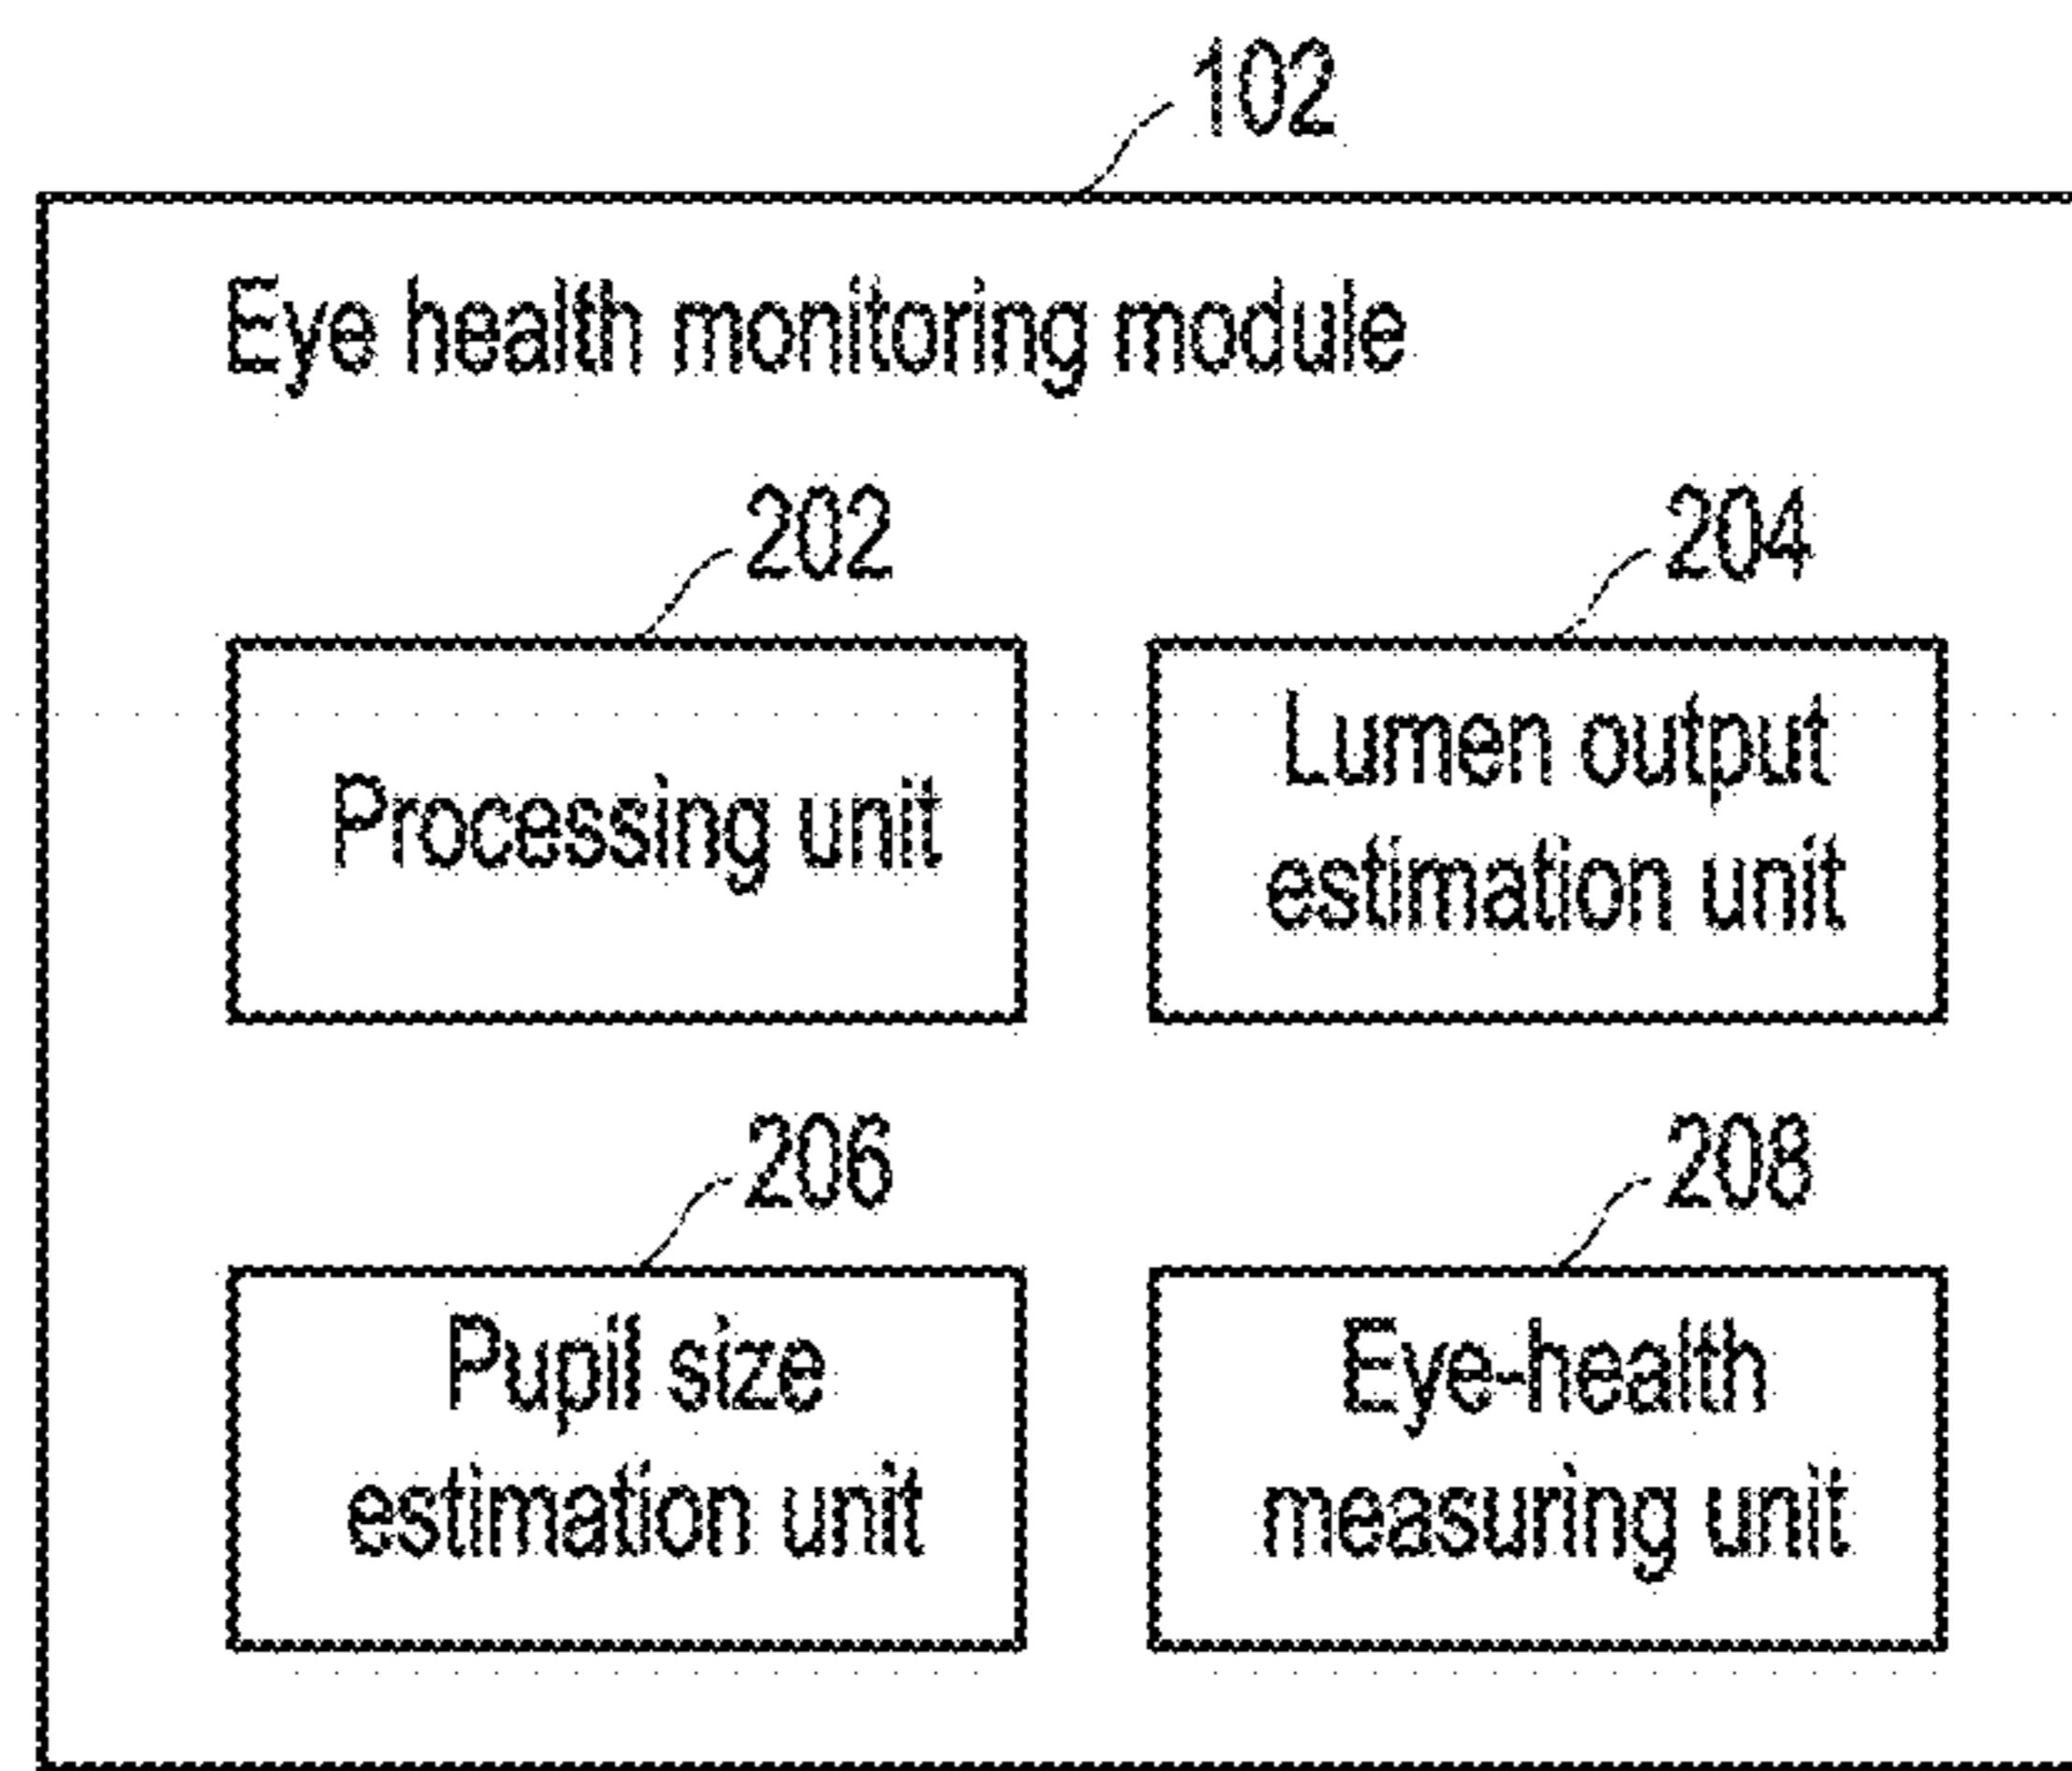 102
Eye health monitoring module
202
204
Processing unit
Lumen output
estimation unit
206
208
Pupil size
estimation unit
Eye-health
measuring unit